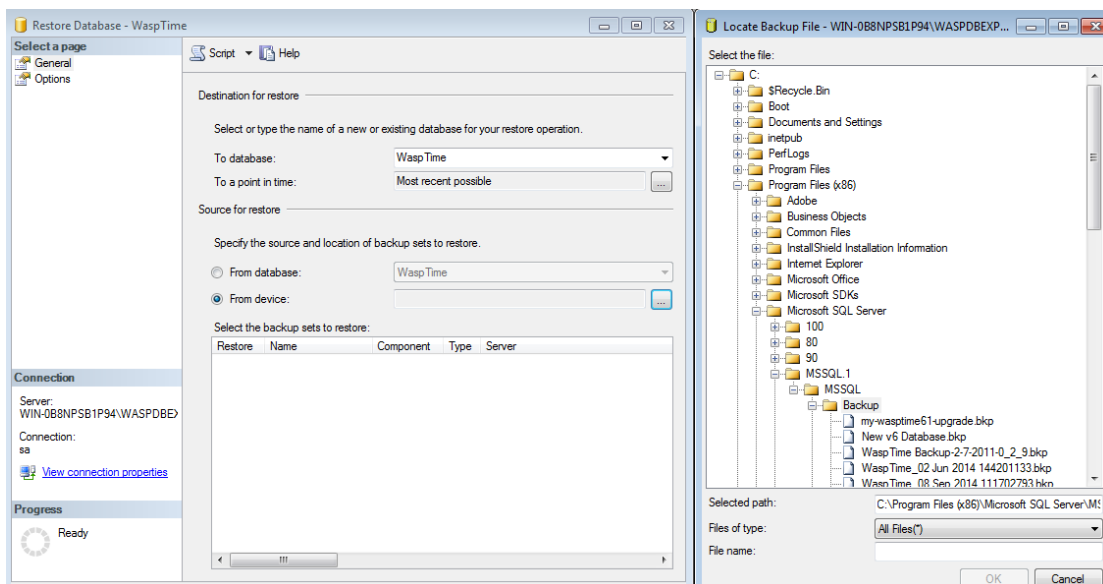 Restore Database - WaspTime
Select a page
General
Options
Script
Help
Destination for restore
Select or type the name of a new or existing database for your restore operation.
To database:
WaspTime
To a point in time:
Most recent possible
...
Source for restore
Specify the source and location of backup sets to restore.
From database:
WaspTime
From device:
...
Select the backup sets to restore:
Restore Name Component Type Server
Connection
Server:
WIN-0B8NPSB1P94\WASPDBEX
Connection:
sa
View connection properties
Progress
Ready
Locate Backup File - WIN-0B8NPSB1P94\WASPDBEXP...
Select the file:
C:
$Recycle.Bin
Boot
Documents and Settings
inetpub
PerfLogs
Program Files
Program Files (x86)
Adobe
Business Objects
Common Files
InstallShield Installation Information
Internet Explorer
Microsoft Office
Microsoft SDKs
Microsoft SQL Server
100
80
90
MSSQL.1
MSSQL
Backup
my-wasptime61-upgrade.bkp
New v6 Database.bkp
WaspTime Backup-2-7-2011-0_2_9.bkp
WaspTime_02 Jun 2014 144201133.bkp
WaspTime_08 Sep 2014 111702793.bkp
Selected path:
C:\Program Files (x86)\Microsoft SQL Server\MS
Files of type:
All Files(*)
File name:
OK
Cancel